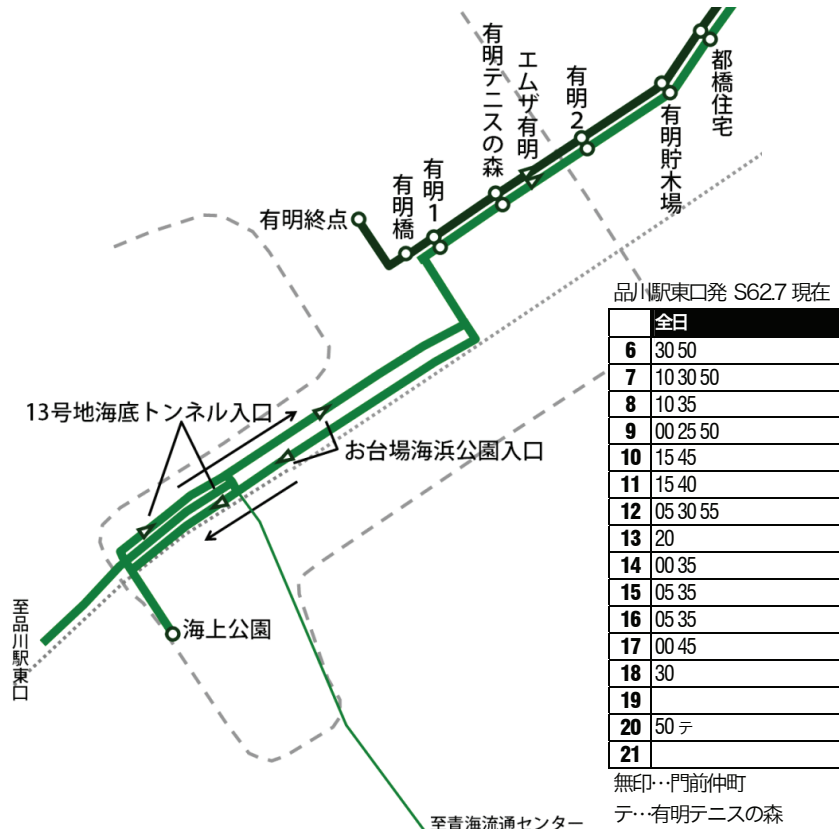 都橋住宅
有明貯木場
有明2
エムザ有明
有明テニスの森
有明1
有明橋
有明終点
13号地海底トンネル入口
お台場海浜公園入口
海上公園
至品川駅東口
至青海流通センター
品川駅東口発 S62.7 現在
全日
6 30 50
7 10 30 50
8 10 35
9 00 25 50
10 15 45
11 15 40
12 05 30 55
13 20
14 00 35
15 05 35
16 05 35
17 00 45
18 30
19
20 50 テ
21
無印…門前仲町
テ…有明テニスの森